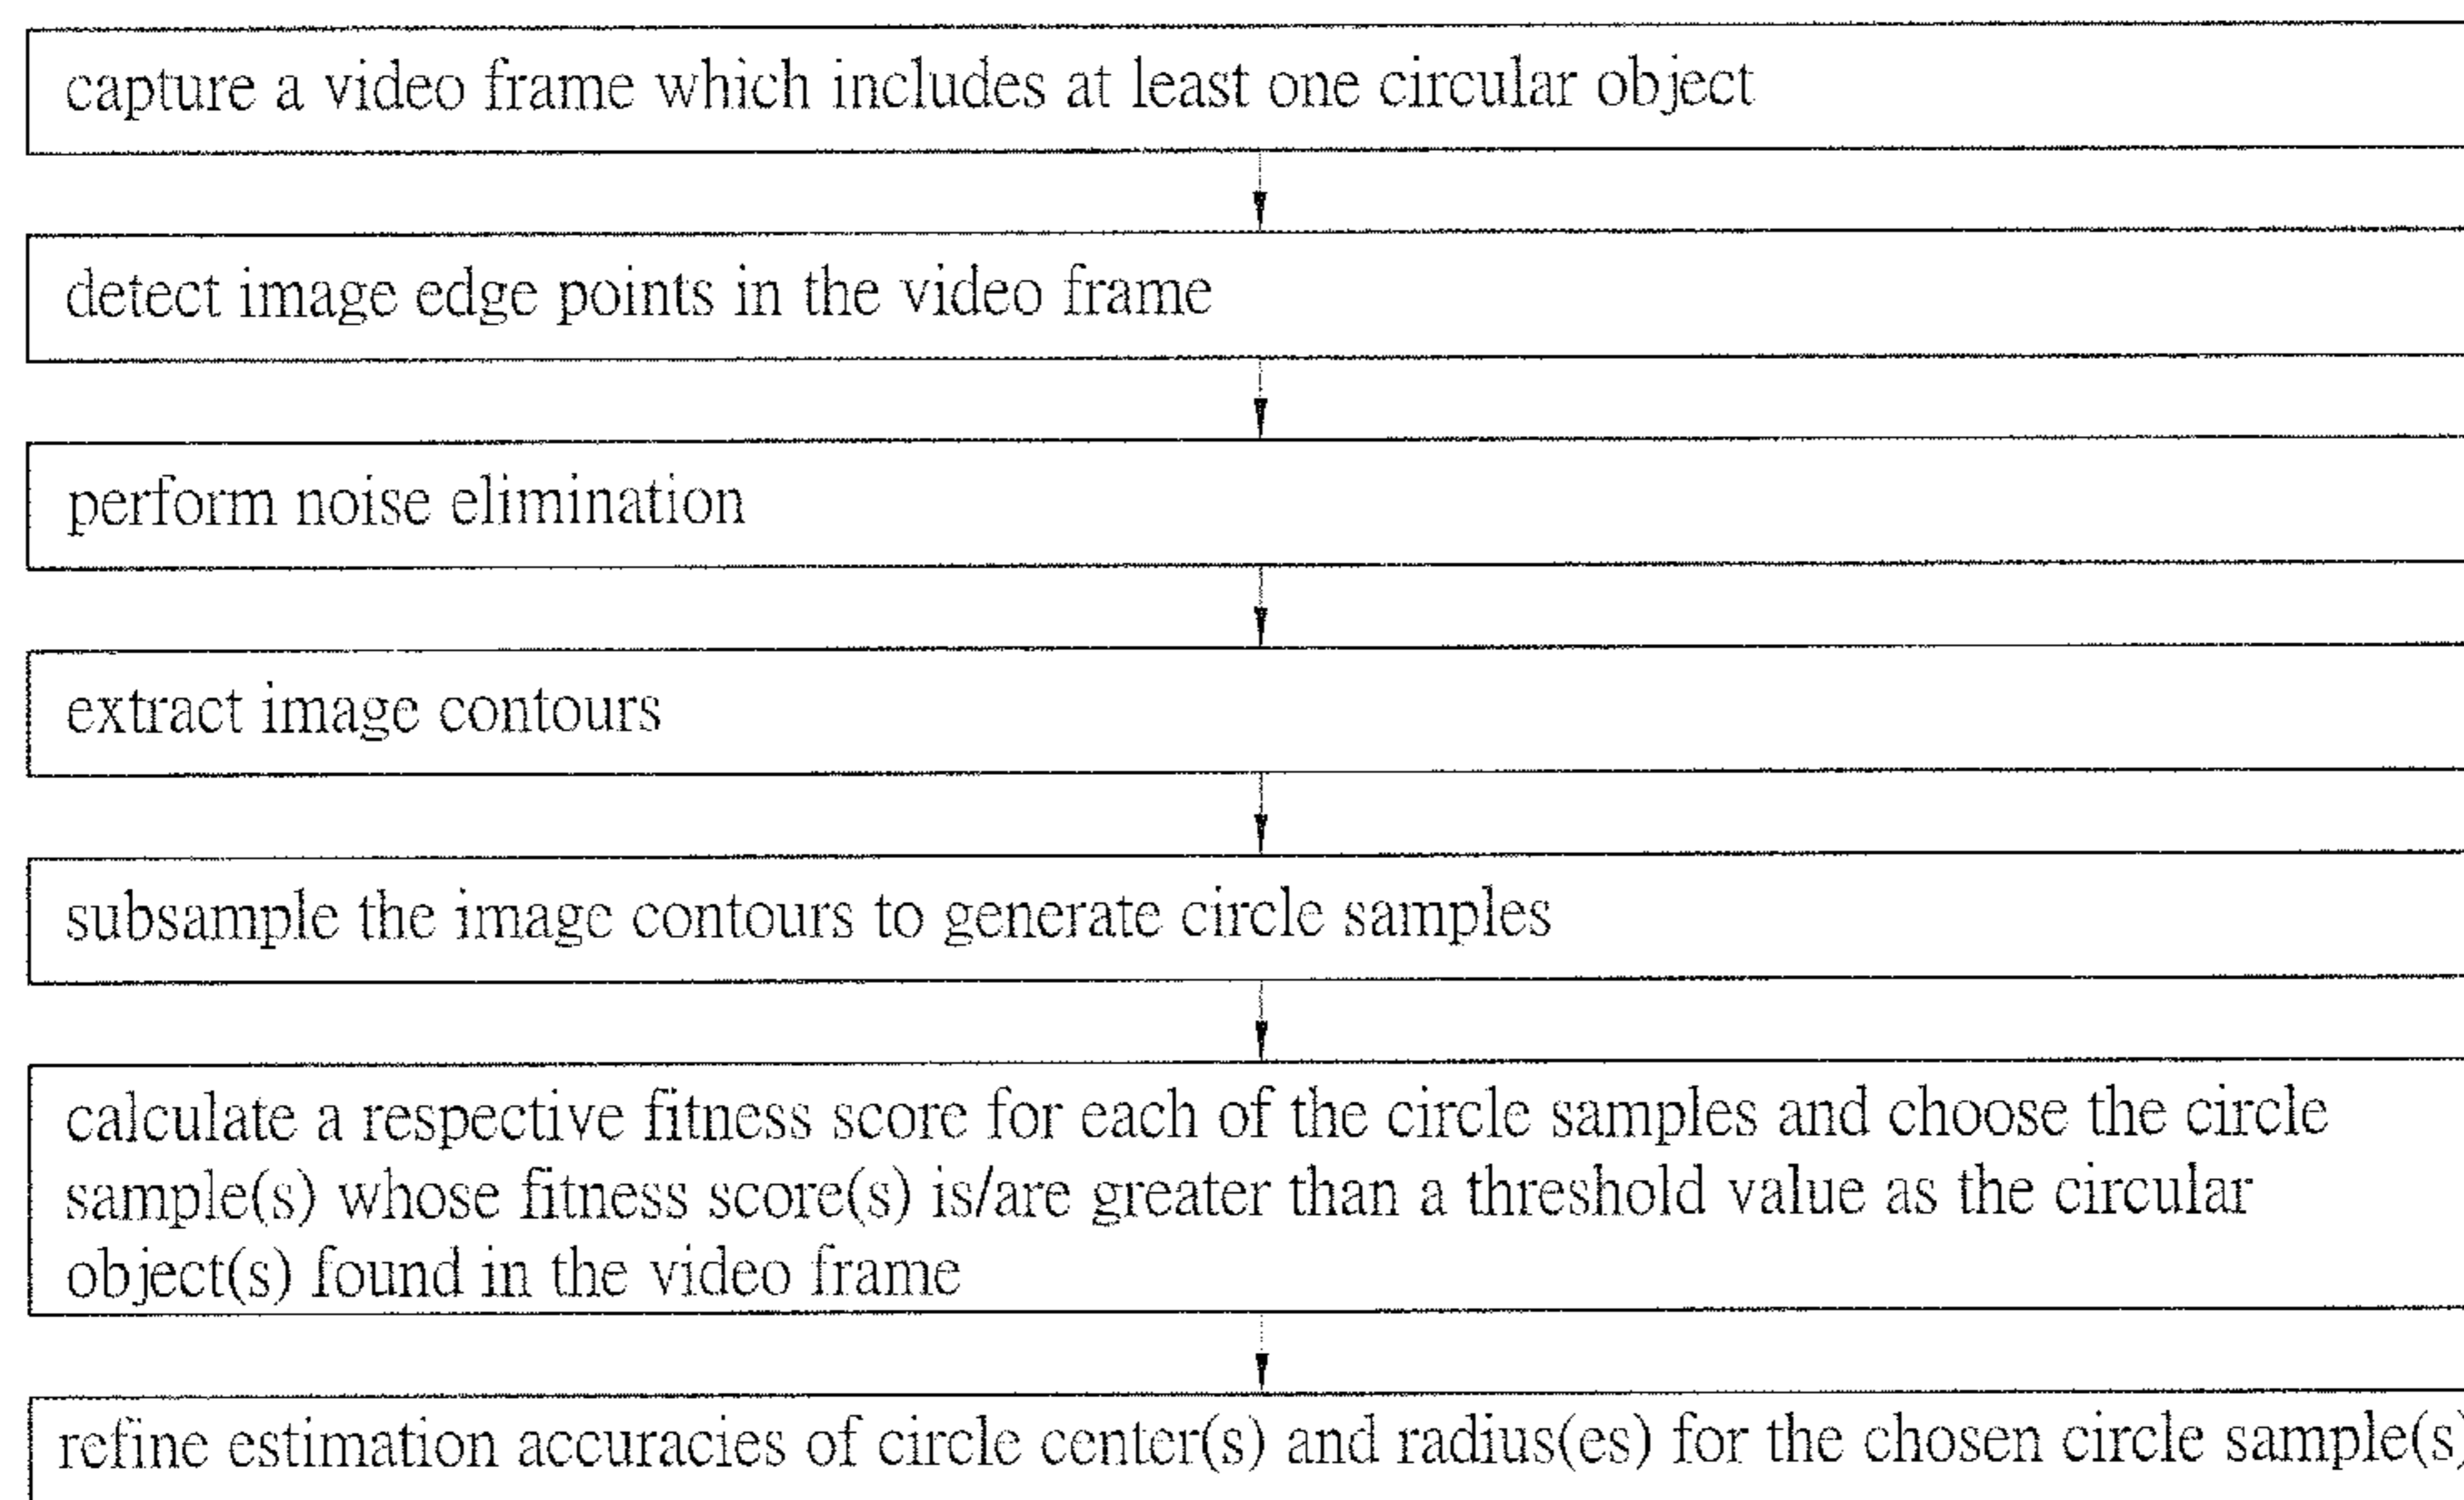 capture a video frame which includes at least one circular object
detect image edge points in the video frame
perform noise elimination
extract image contours
subsample the image contours to generate circle samples
calculate a respective fitness score for each of the circle samples and choose the circle
sample(s) whose fitness score(s) is/are greater than a threshold value as the circular
object(s) found in the video frame
refine estimation accuracies of circle center(s) and radius(es) for the chosen circle sample(s)